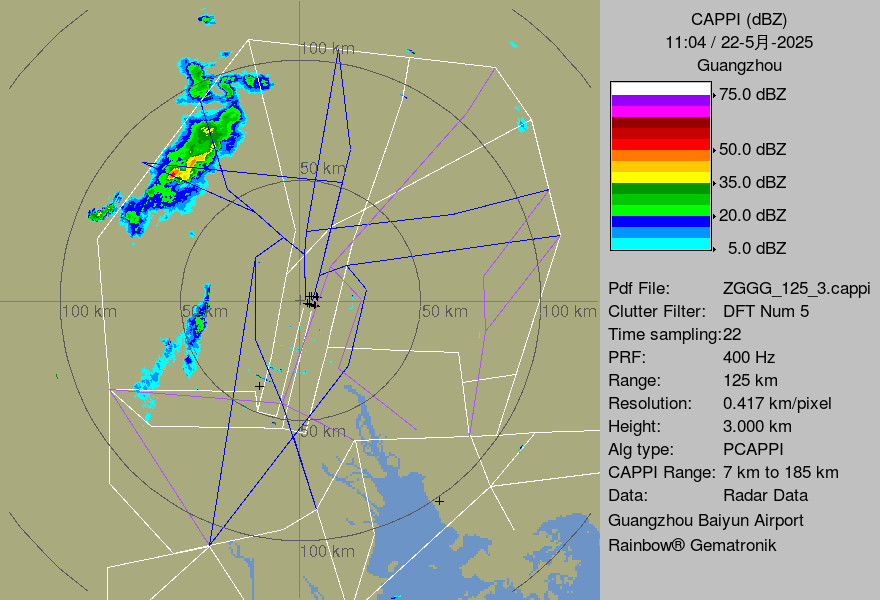 100 km
50 km
100 km
50 km
50 km
100 km
50 km
100 km
CAPPI (dBZ)
11:04 / 22-5月-2025
Guangzhou
75.0 dBZ
50.0 dBZ
35.0 dBZ
20.0 dBZ
5.0 dBZ
Pdf File: ZGGG_125_3.cappi
Clutter Filter: DFT Num 5
Time sampling:22
PRF: 400 Hz
Range: 125 km
Resolution: 0.417 km/pixel
Height: 3.000 km
Alg type: PCAPPI
CAPPI Range: 7 km to 185 km
Data: Radar Data
Guangzhou Baiyun Airport
Rainbow® Gematronik